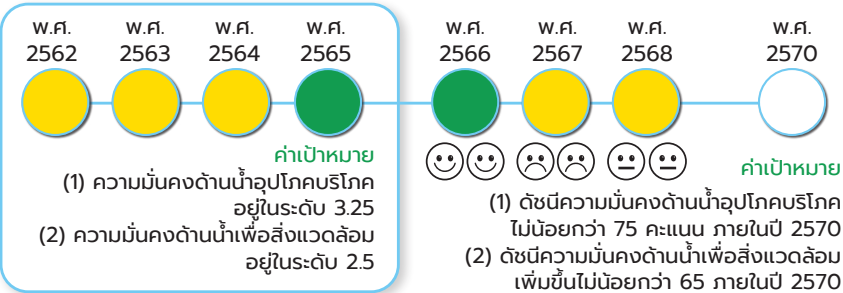 พ.ศ. 2562
พ.ศ. 2563
พ.ศ. 2564
พ.ศ. 2565
พ.ศ. 2566
พ.ศ. 2567
พ.ศ. 2568
พ.ศ. 2570
ค่าเป้าหมาย
(1) ความมั่นคงด้านน้ำอุปโภคบริโภค
อยู่ในระดับ 3.25
(2) ความมั่นคงด้านน้ำเพื่อสิ่งแวดล้อม
อยู่ในระดับ 2.5
ค่าเป้าหมาย
(1) ดัชนีความมั่นคงด้านน้ำอุปโภคบริโภค
ไม่น้อยกว่า 75 คะแนน ภายในปี 2570
(2) ดัชนีความมั่นคงด้านน้ำเพื่อสิ่งแวดล้อม
เพิ่มขึ้นไม่น้อยกว่า 65 ภายในปี 2570